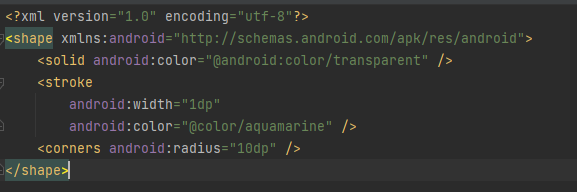 <?xml version="1.0" encoding="utf-8"?>
<shape xmlns:android="http://schemas.android.com/apk/res/android">
    <solid android:color="@android:color/transparent" />
    <stroke
        android:width="1dp"
        android:color="@color/aquamarine" />
    <corners android:radius="10dp" />
</shape>